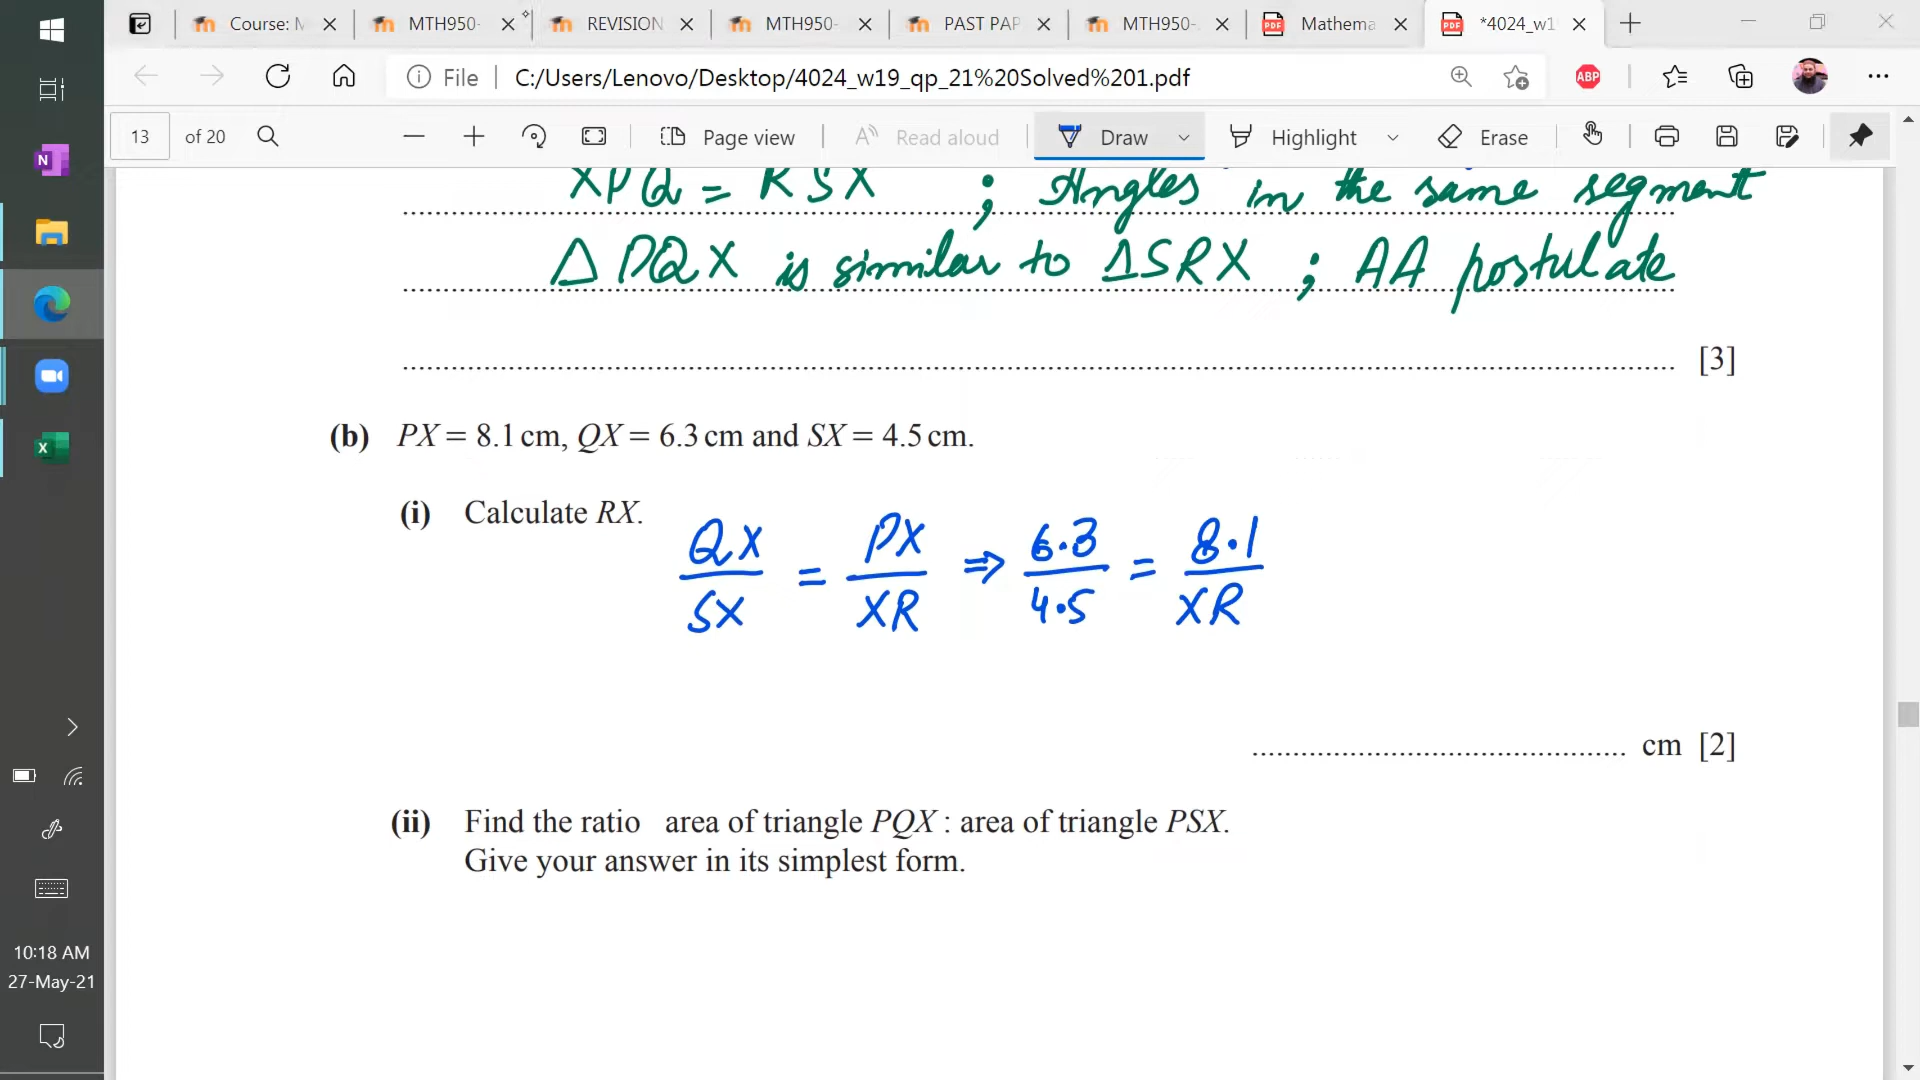 Course: M
MTH950-
REVISION
MTH950-
PAST PAP
MTH950-
Mathema
*4024_w1
File
C:/Users/Lenovo/Desktop/4024_w19_qp_21%20Solved%201.pdf
ABP
13 of 20
Page view
Read aloud
Draw
Highlight
Erase
XPQ = RSX ; Angles in the same segment
△ PQX is similar to △SRX ; AA postulate
[3]
(b) PX = 8.1 cm, QX = 6.3 cm and SX = 4.5 cm.
(i) Calculate RX.
QX/SX = PX/XR ⇒ 6.3/4.5 = 8.1/XR
cm [2]
(ii) Find the ratio area of triangle PQX : area of triangle PSX.
Give your answer in its simplest form.
10:18 AM
27-May-21